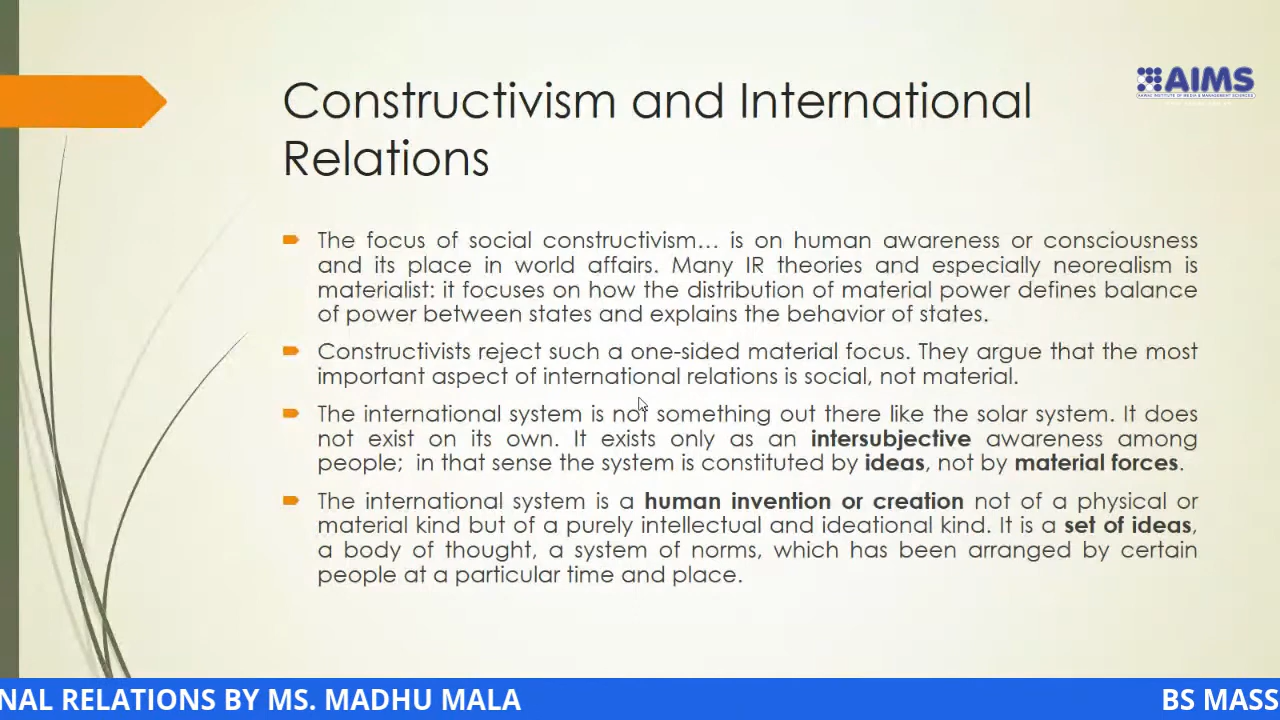 Constructivism and International
Relations
AIMS
The focus of social constructivism… is on human awareness or consciousness
and its place in world affairs. Many IR theories and especially neorealism is
materialist: it focuses on how the distribution of material power defines balance
of power between states and explains the behavior of states.
Constructivists reject such a one-sided material focus. They argue that the most
important aspect of international relations is social, not material.
The international system is not something out there like the solar system. It does
not exist on its own. It exists only as an intersubjective awareness among
people; in that sense the system is constituted by ideas, not by material forces.
The international system is a human invention or creation not of a physical or
material kind but of a purely intellectual and ideational kind. It is a set of ideas,
a body of thought, a system of norms, which has been arranged by certain
people at a particular time and place.
NAL RELATIONS BY MS. MADHU MALA BS MASS